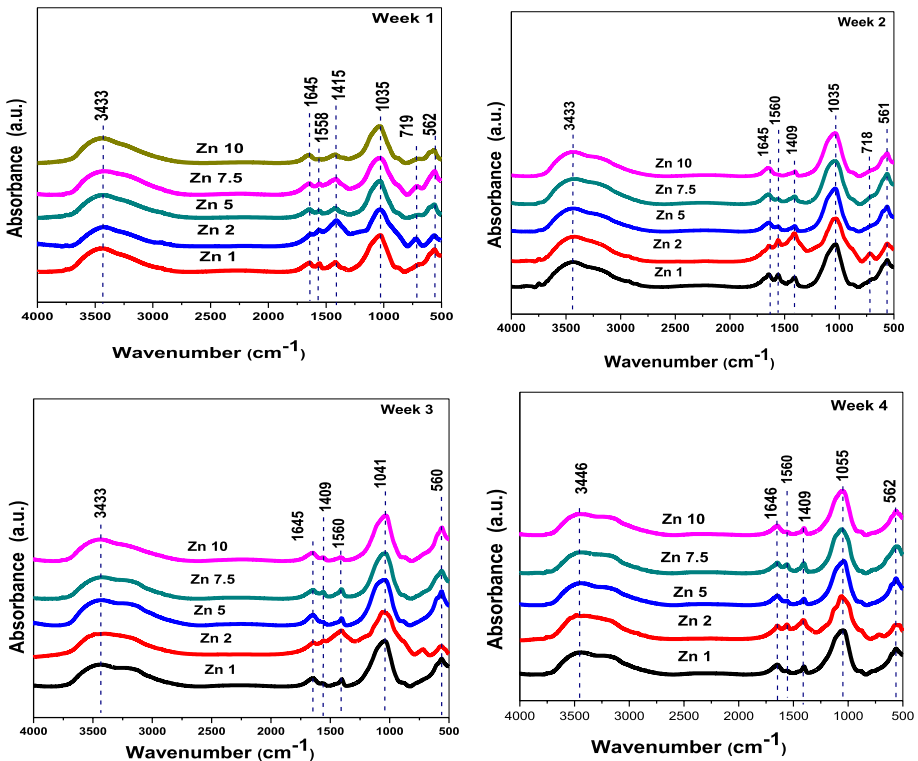 Week 1
3433
1645
1558
1415
1035
719
562
Zn 10
Zn 7.5
Zn 5
Zn 2
Zn 1
Absorbance (a.u.)
4000 3500 3000 2500 2000 1500 1000 500
Wavenumber (cm-1)
Week 2
3433
1645
1560
1409
1035
718
561
Zn 10
Zn 7.5
Zn 5
Zn 2
Zn 1
Absorbance (a.u.)
4000 3500 3000 2500 2000 1500 1000 500
Wavenumber (cm-1)
Week 3
3433
1645
1409
1560
1041
560
Zn 10
Zn 7.5
Zn 5
Zn 2
Zn 1
Absorbance (a.u.)
4000 3500 3000 2500 2000 1500 1000 500
Wavenumber (cm-1)
Week 4
3446
1646
1560
1409
1055
562
Zn 10
Zn 7.5
Zn 5
Zn 2
Zn 1
Absorbance (a.u.)
4000 3500 3000 2500 2000 1500 1000 500
Wavenumber (cm-1)